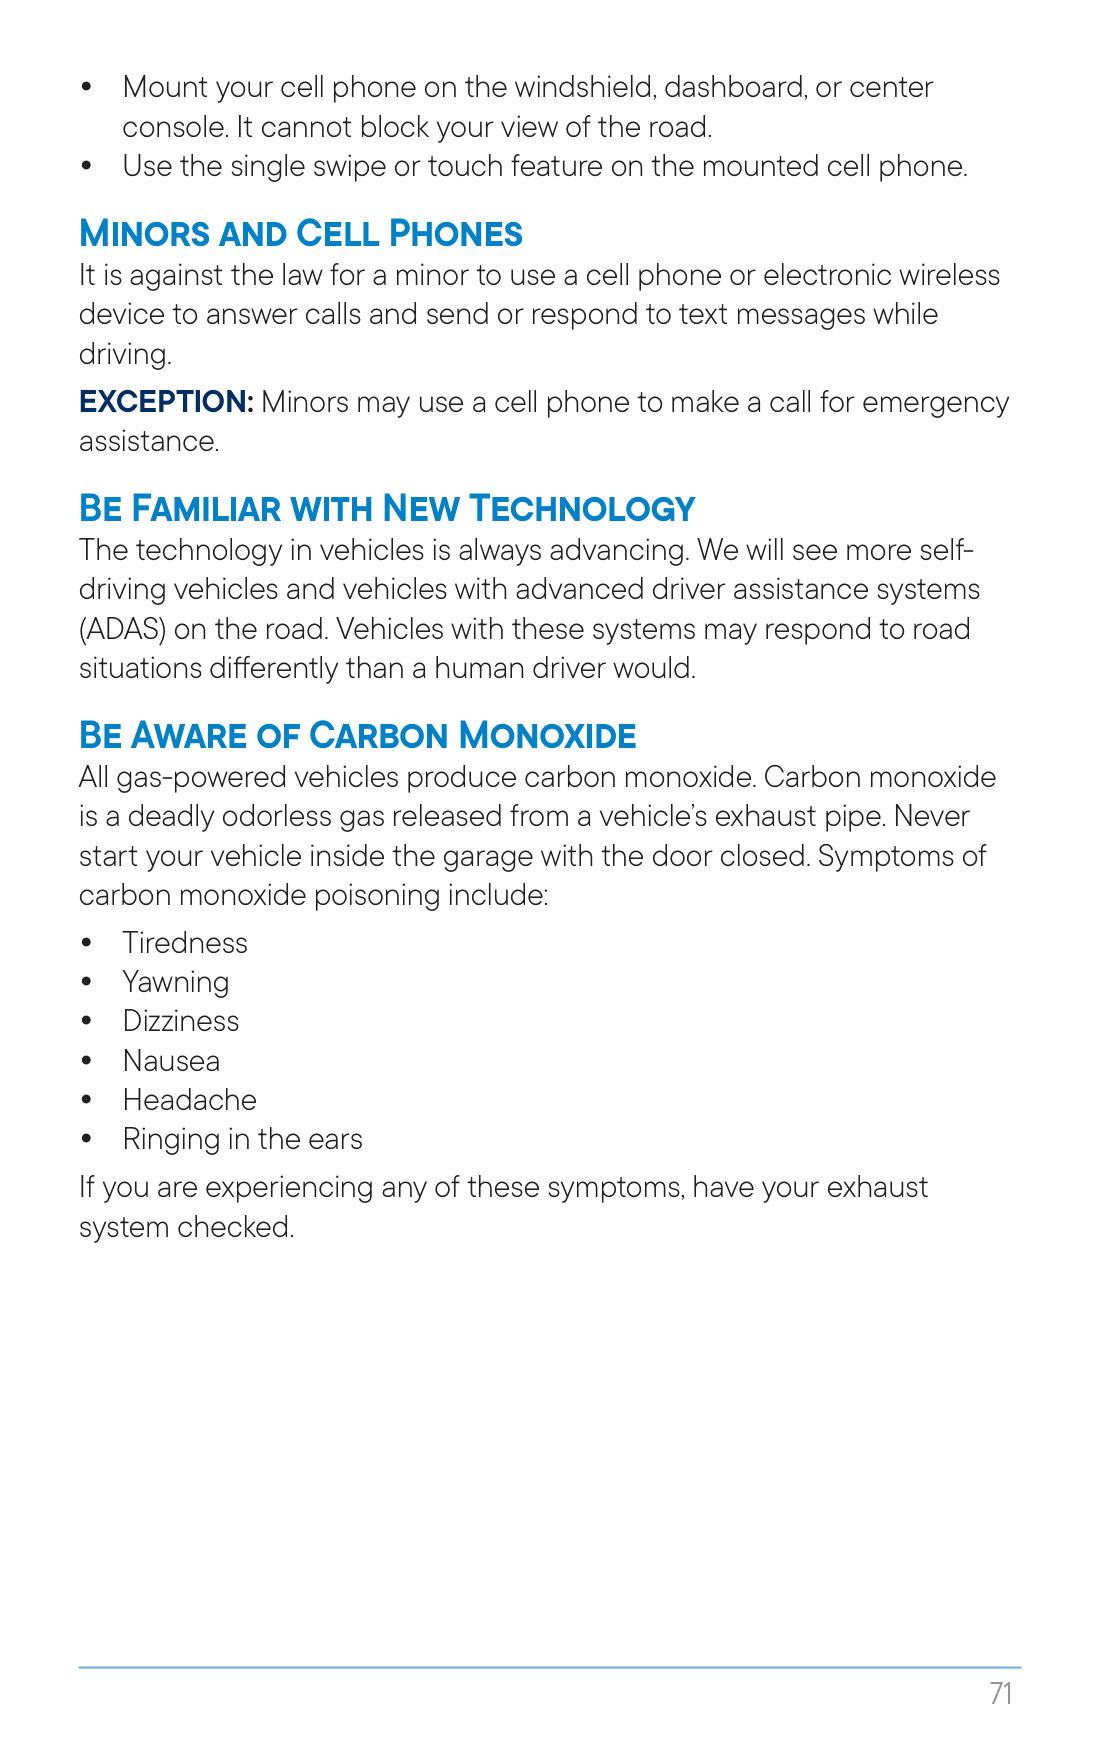 • Mount your cell phone on the windshield, dashboard, or center
console. It cannot block your view of the road.
• Use the single swipe or touch feature on the mounted cell phone.
Minors and Cell Phones
It is against the law for a minor to use a cell phone or electronic wireless
device to answer calls and send or respond to text messages while
driving.
EXCEPTION: Minors may use a cell phone to make a call for emergency
assistance.
Be Familiar with New Technology
The technology in vehicles is always advancing. We will see more self-
driving vehicles and vehicles with advanced driver assistance systems
(ADAS) on the road. Vehicles with these systems may respond to road
situations differently than a human driver would.
Be Aware of Carbon Monoxide
All gas-powered vehicles produce carbon monoxide. Carbon monoxide
is a deadly odorless gas released from a vehicle’s exhaust pipe. Never
start your vehicle inside the garage with the door closed. Symptoms of
carbon monoxide poisoning include:
• Tiredness
• Yawning
• Dizziness
• Nausea
• Headache
• Ringing in the ears
If you are experiencing any of these symptoms, have your exhaust
system checked.
71